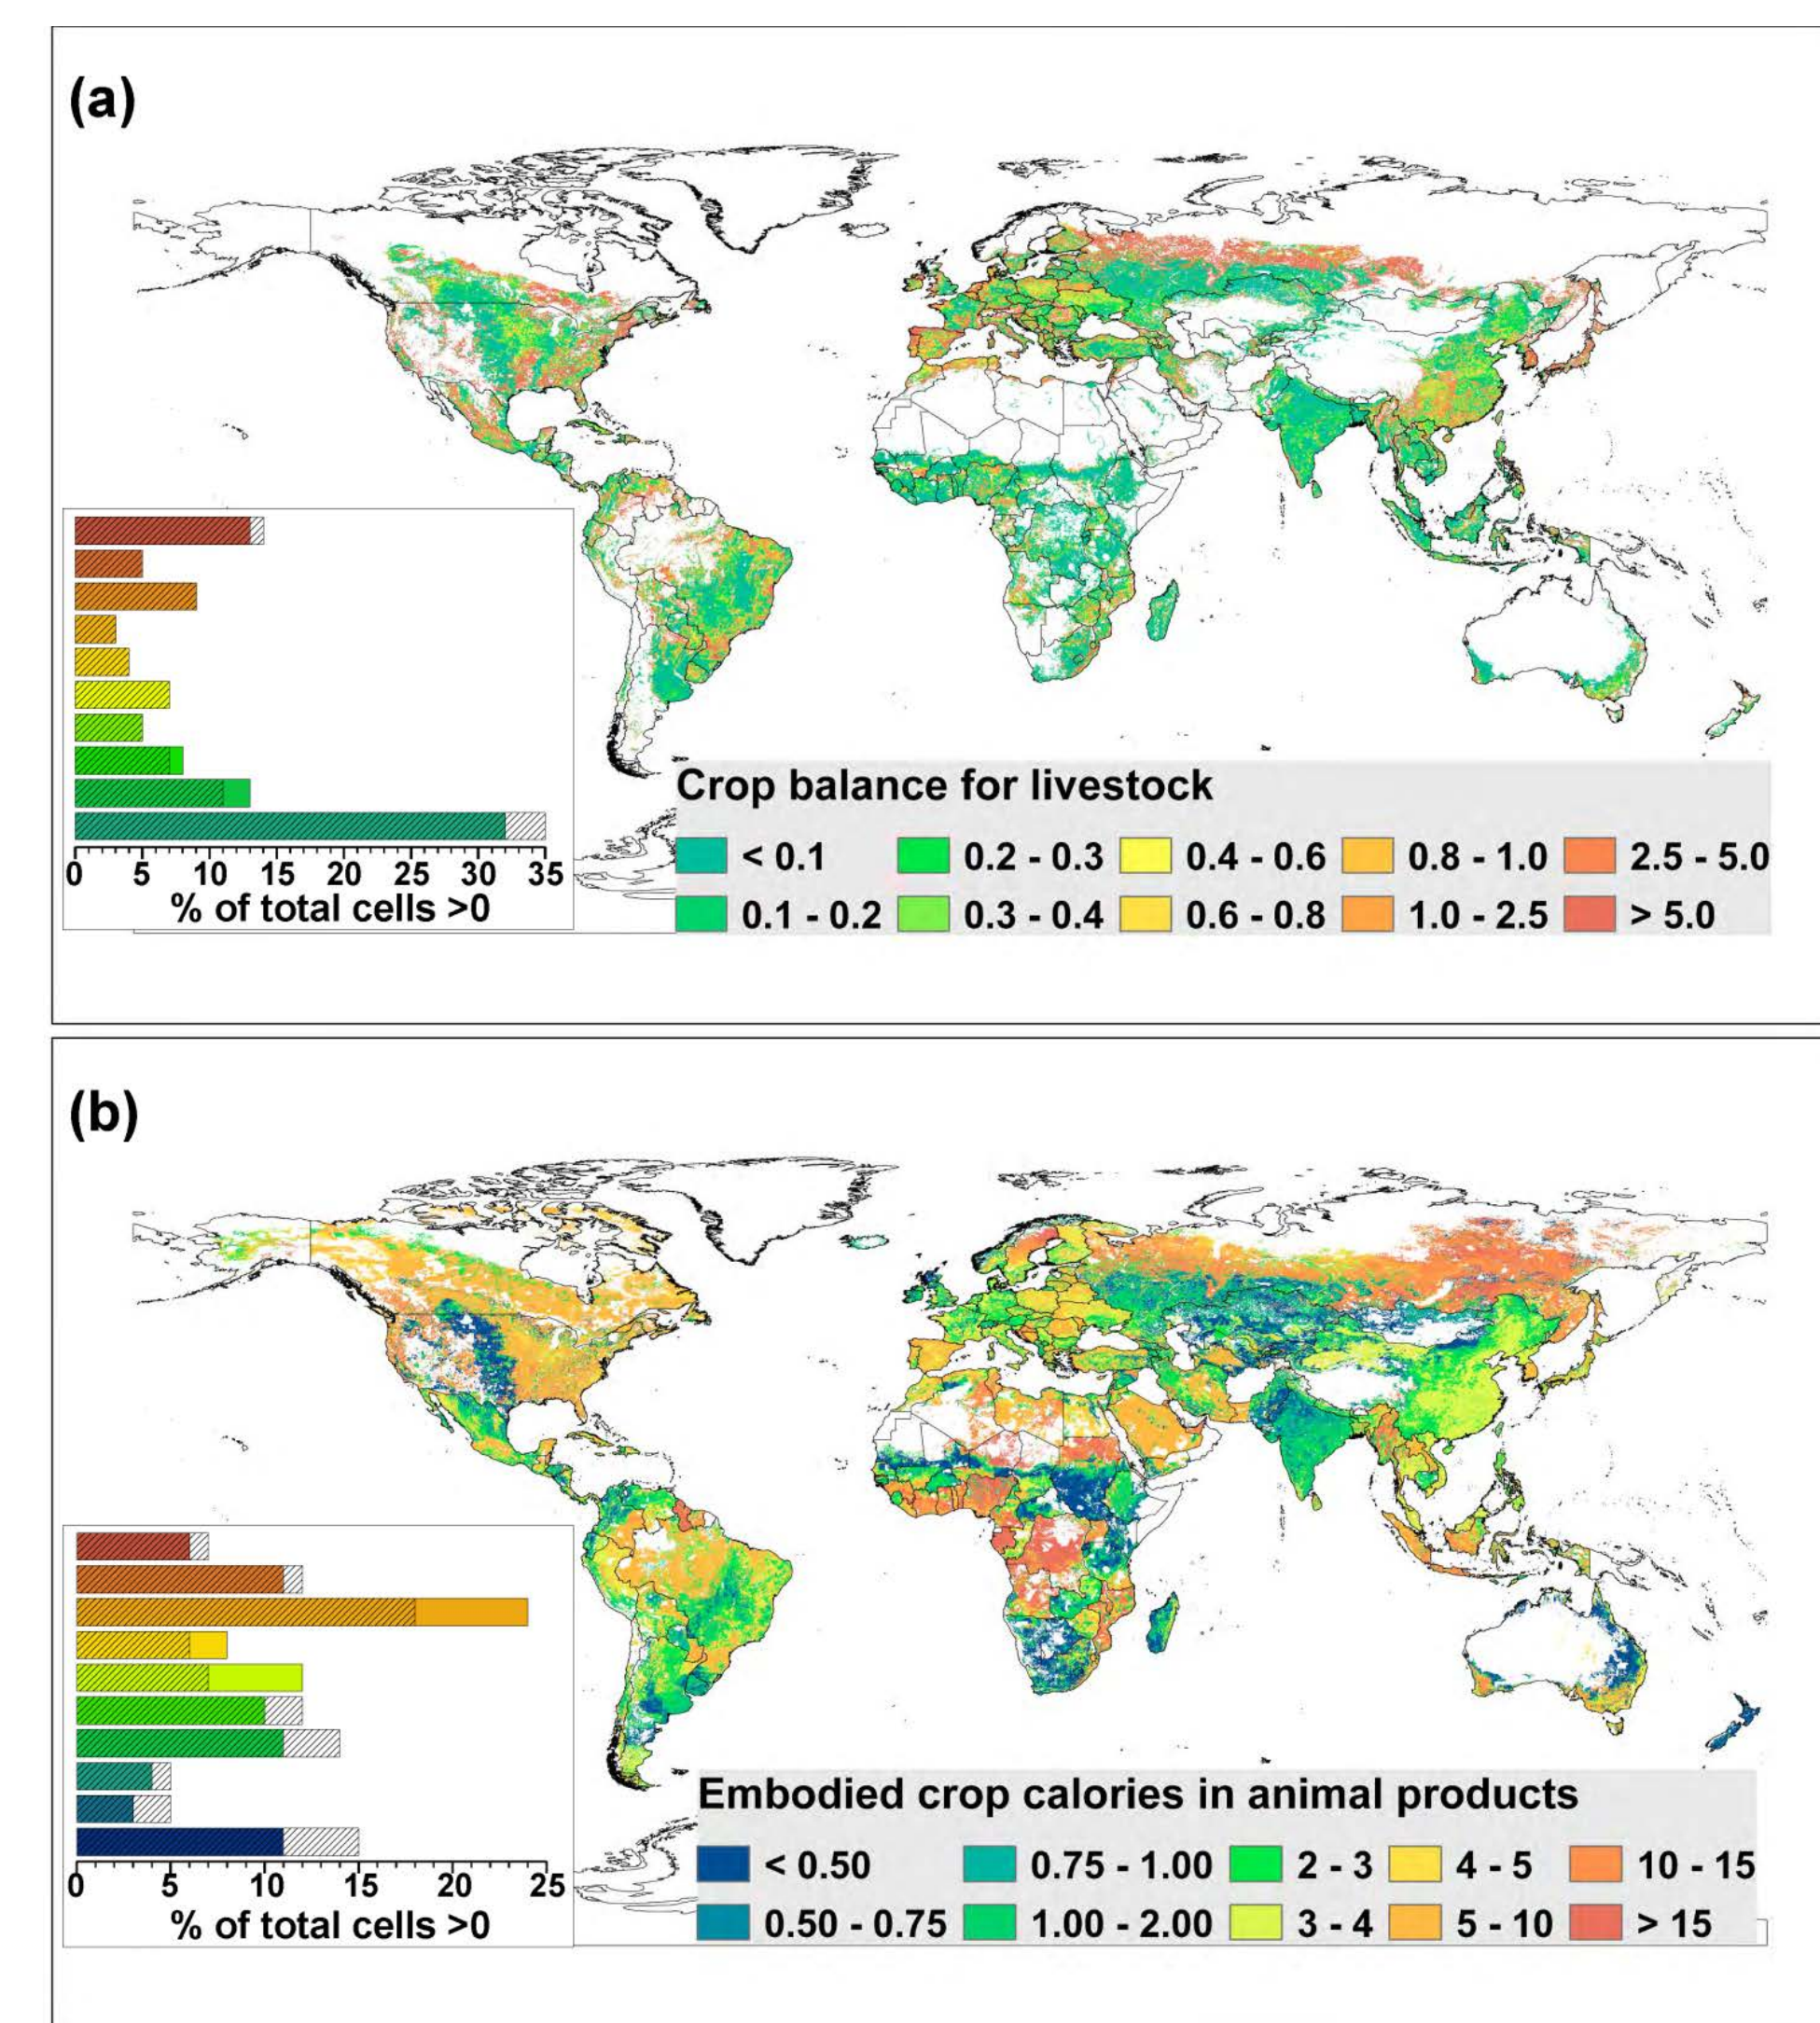 (a)
0 5 10 15 20 25 30 35
% of total cells >0
Crop balance for livestock
< 0.1 0.2 - 0.3 0.4 - 0.6 0.8 - 1.0 2.5 - 5.0
0.1 - 0.2 0.3 - 0.4 0.6 - 0.8 1.0 - 2.5 > 5.0
(b)
0 5 10 15 20 25
% of total cells >0
Embodied crop calories in animal products
< 0.50 0.75 - 1.00 2 - 3 4 - 5 10 - 15
0.50 - 0.75 1.00 - 2.00 3 - 4 5 - 10 > 15